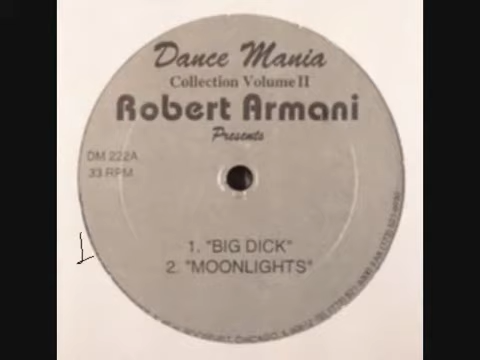 Dance Mania
Collection Volume II
Robert Armani
Presents
DM 222A
33 RPM
1. "BIG DICK"
2. "MOONLIGHTS"